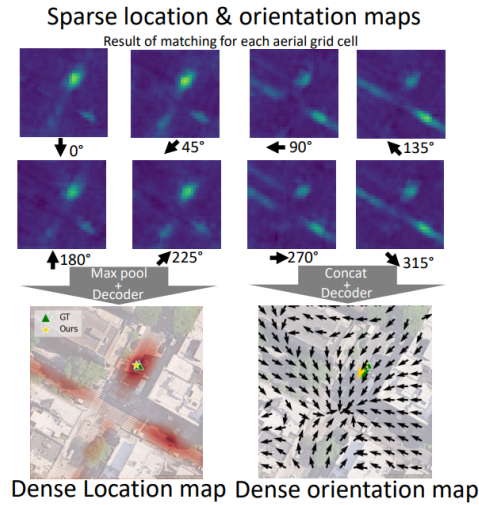 Sparse location & orientation maps
Result of matching for each aerial grid cell
0° 45° 90° 135°
180° 225° 270° 315°
Max pool
+
Decoder
Concat
+
Decoder
GT
Ours
Dense Location map
Dense orientation map